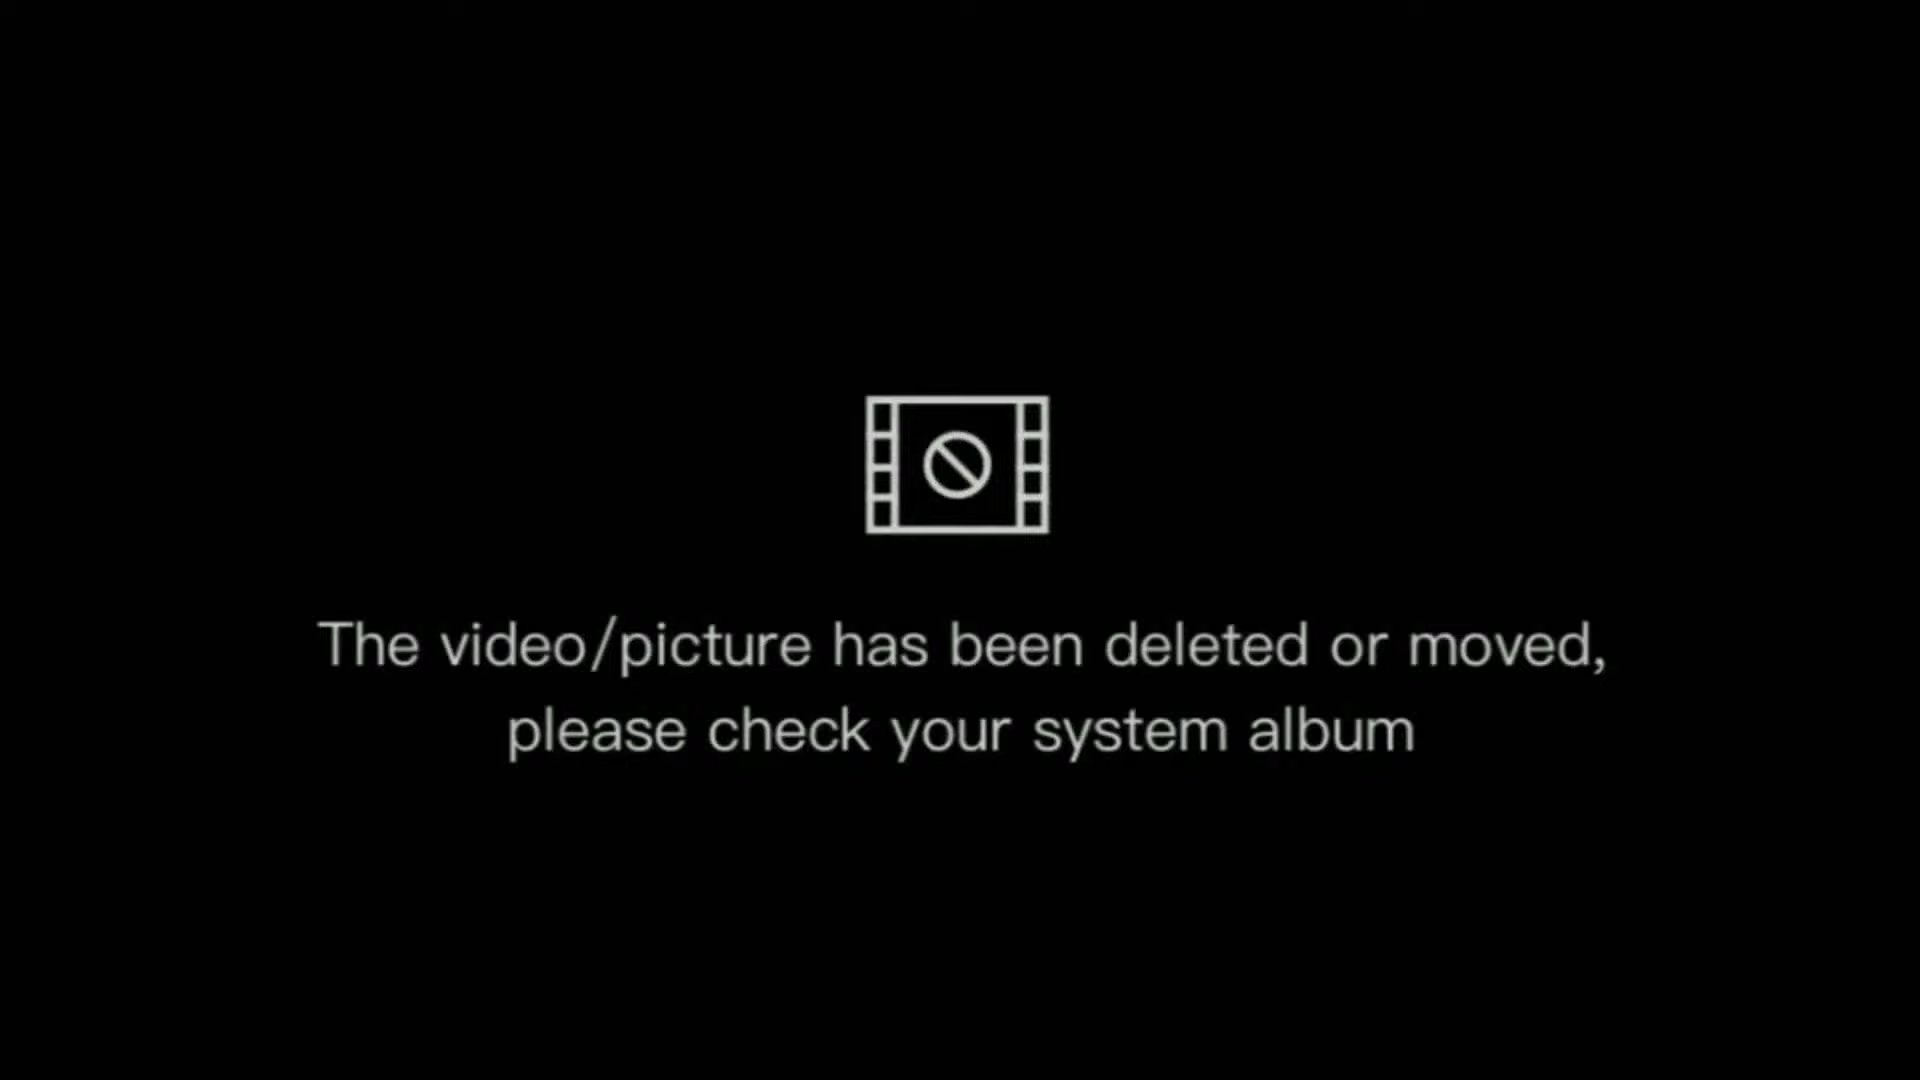 The video/picture has been deleted or moved,
please check your system album